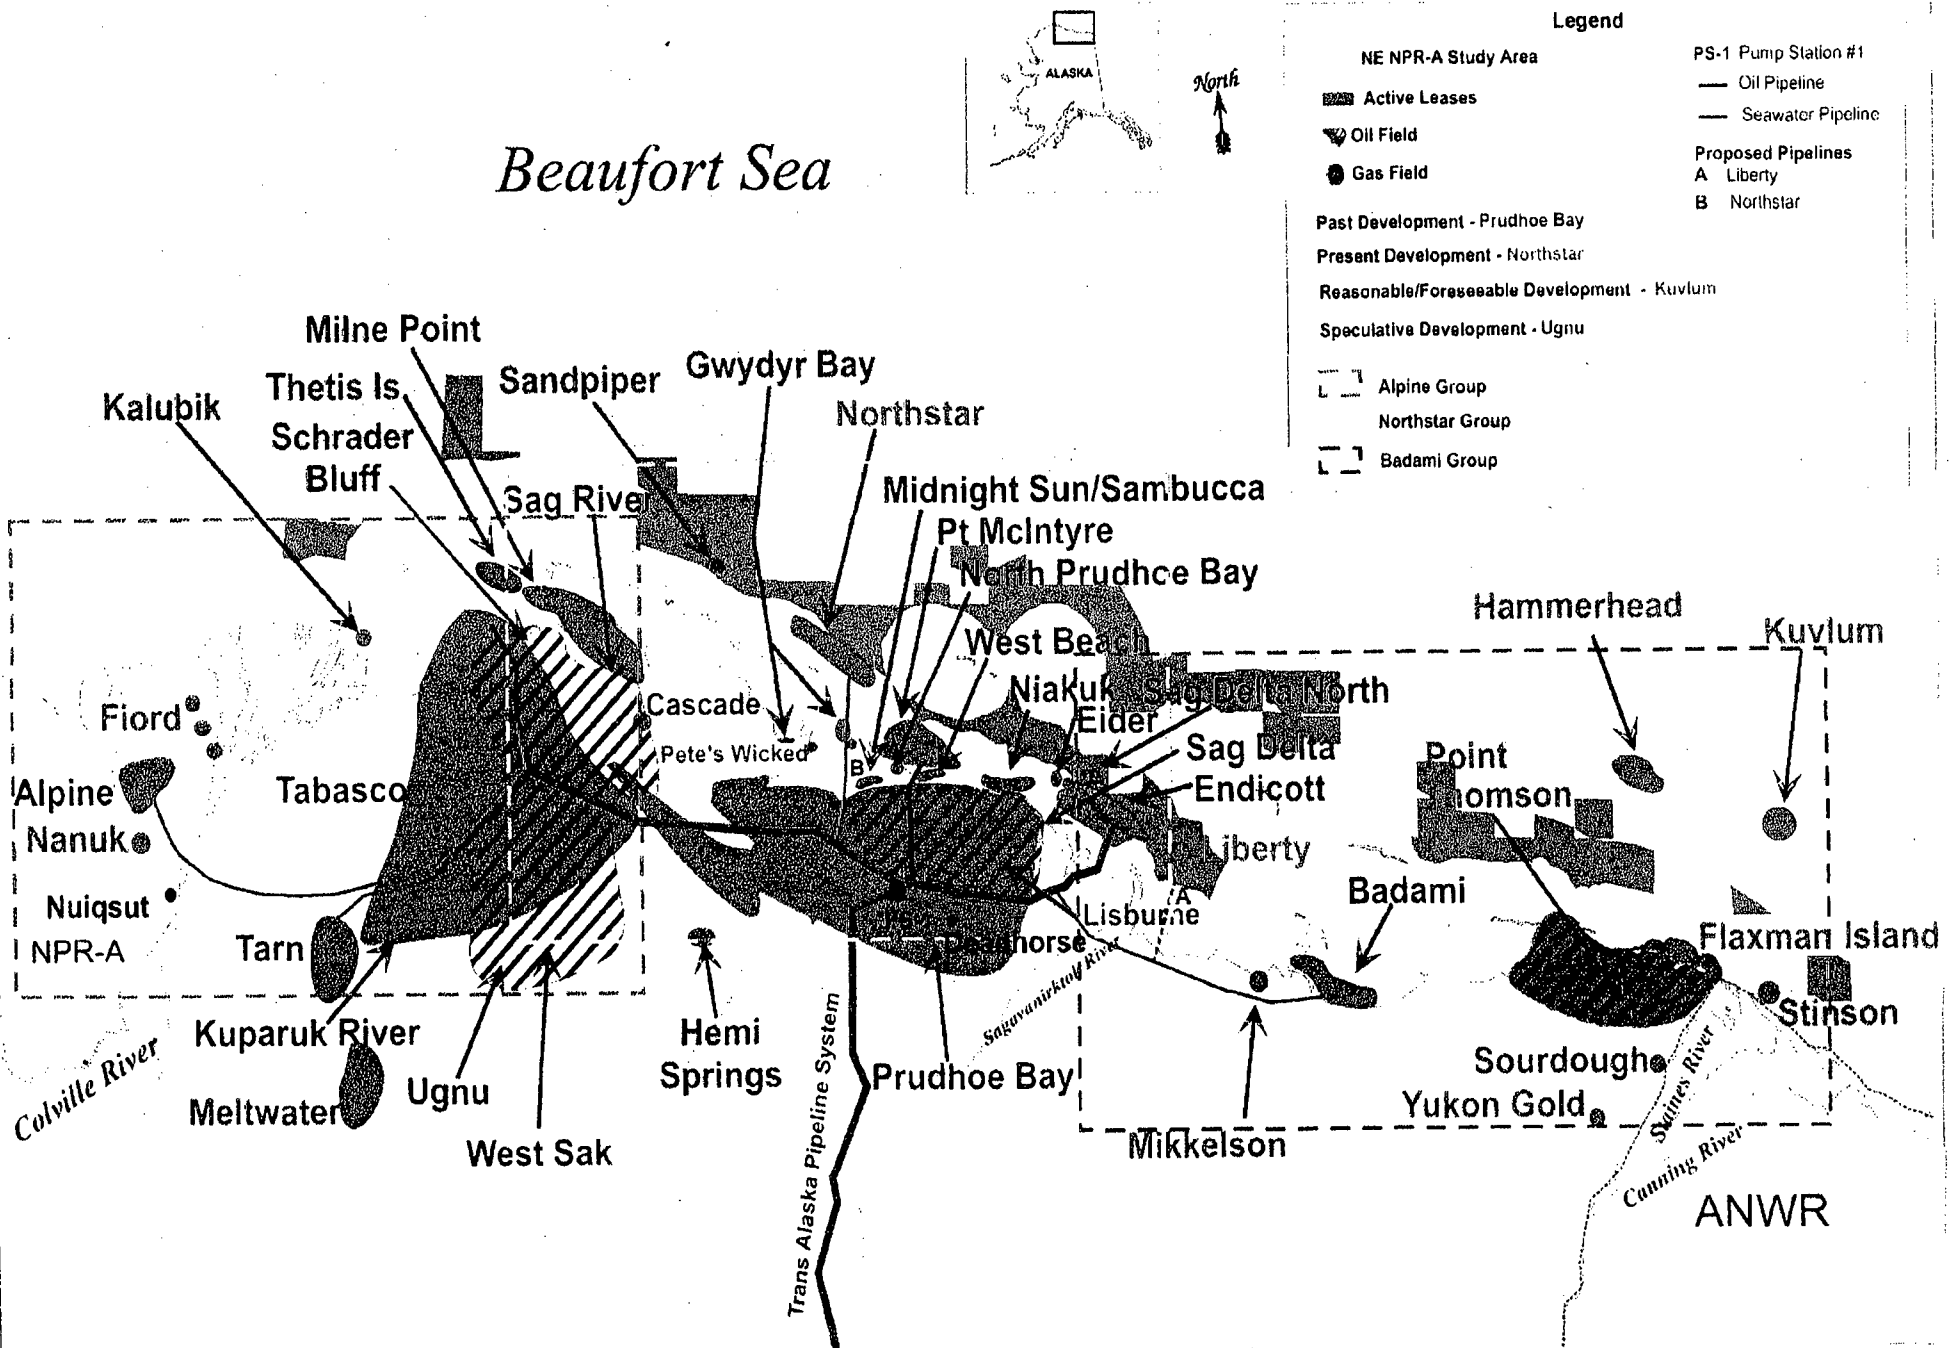 Legend
NE NPR-A Study Area
Active Leases
Oil Field
Gas Field
PS-1 Pump Station #1
Oil Pipeline
Seawater Pipeline
Proposed Pipelines
A Liberty
B Northstar
Past Development - Prudhoe Bay
Present Development - Northstar
Reasonable/Foreseeable Development - Kuvlum
Speculative Development - Ugnu
Alpine Group
Northstar Group
Badami Group
ALASKA
North
Beaufort Sea
Milne Point
Thetis Is
Kalubik
Schrader
Bluff
Sandpiper
Gwydyr Bay
Northstar
Sag River
Midnight Sun/Sambucca
Pt McIntyre
North Prudhoe Bay
West Beach
Niakuk
Sag Delta North
Eider
Sag Delta
Endicott
Liberty
Hammerhead
Kuvlum
Cascade
Pete's Wicked
B
Fiord
Alpine
Nanuk
Tabasco
Nuiqsut
NPR-A
Tarn
Point
Thomson
Badami
A
Lisburne
Deadhorse
Flaxman Island
Stinson
Kuparuk River
Hemi
Springs
Prudhoe Bay
Sagavanirktok River
Sourdough
Yukon Gold
Colville River
Meltwater
Ugnu
West Sak
Mikkelson
Trans Alaska Pipeline System
Staines River
Canning River
ANWR